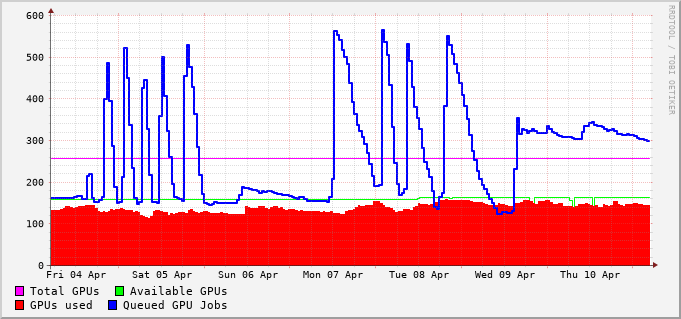 600
500
400
300
200
100
0
Fri 04 Apr Sat 05 Apr Sun 06 Apr Mon 07 Apr Tue 08 Apr Wed 09 Apr Thu 10 Apr
Total GPUs Available GPUs
GPUs used Queued GPU Jobs
RRDTOOL / TOBI OETIKER